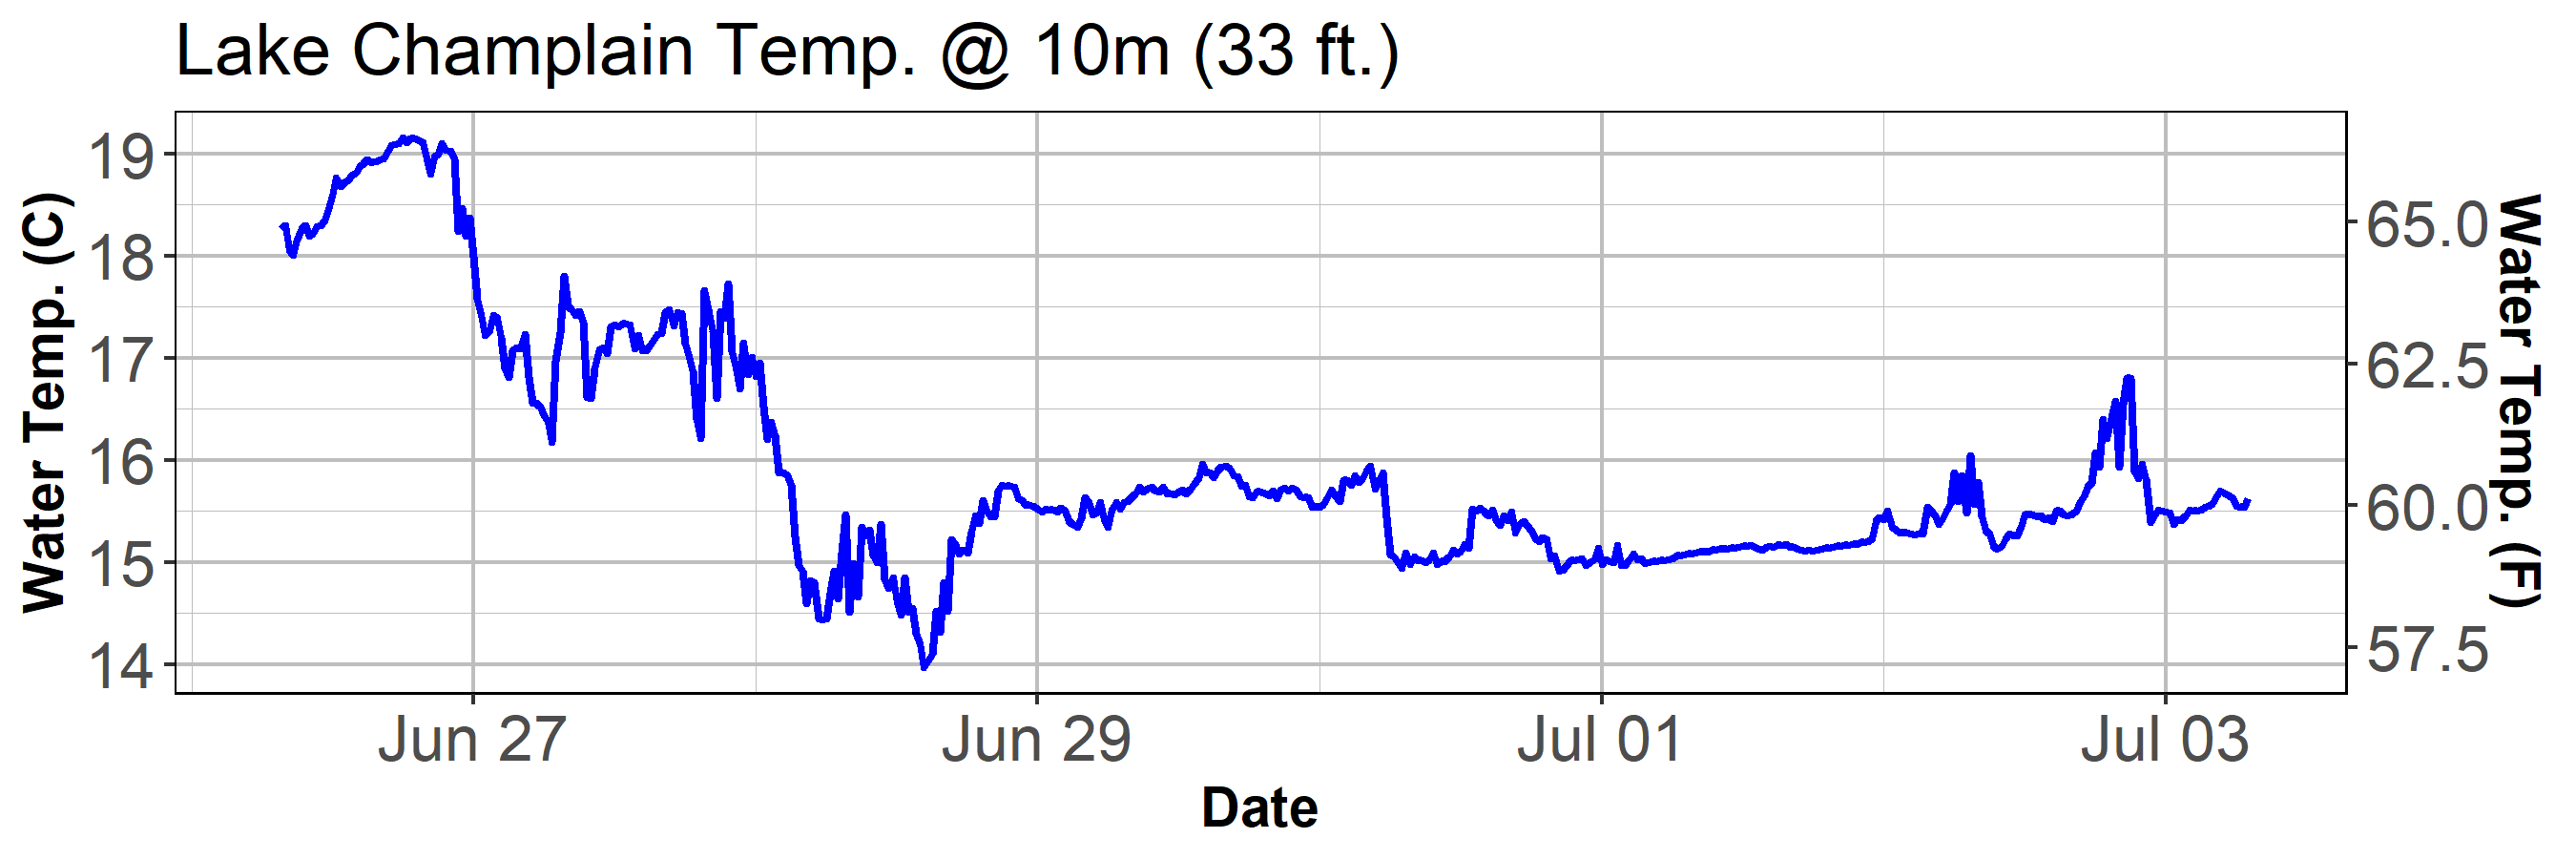 Lake Champlain Temp. @ 10m (33 ft.)
Water Temp. (C)
19
18
17
16
15
14
65.0
62.5
60.0
57.5
Water Temp. (F)
Jun 27 Jun 29 Jul 01 Jul 03
Date